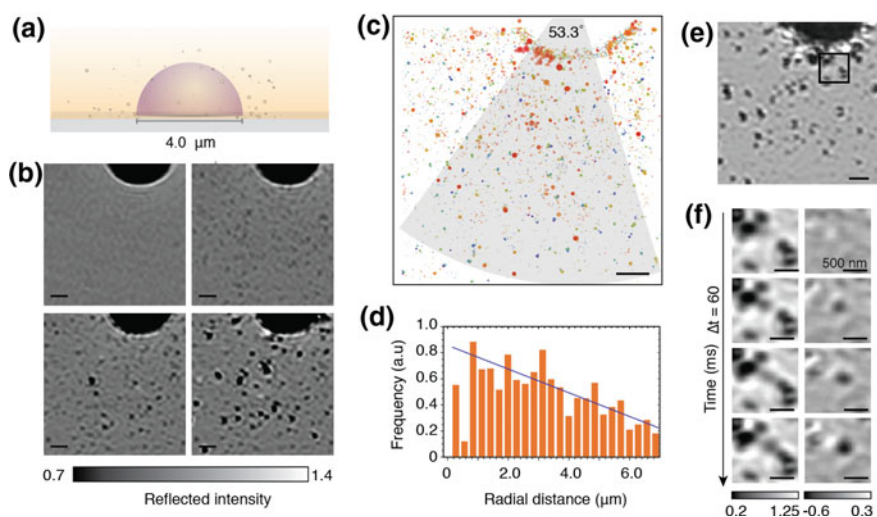 (a)
4.0 μm
(b)
0.7
1.4
Reflected intensity
(c)
53.3°
(d)
Frequency (a.u)
1.0
0.8
0.6
0.4
0.2
0
0
2.0
4.0
6.0
Radial distance (μm)
(e)
(f)
Time (ms) Δt = 60
500 nm
0.2
1.25
-0.6
0.3